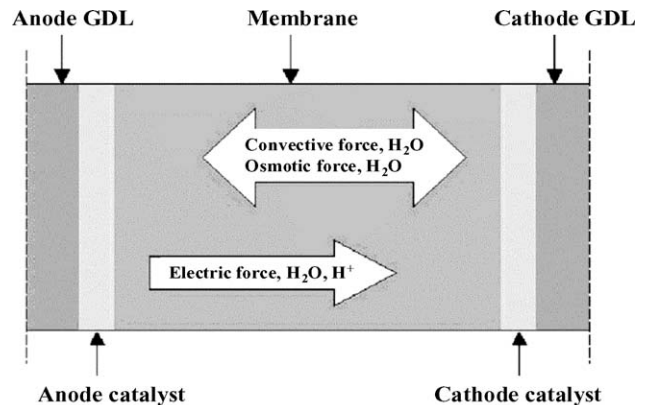 Anode GDL
Membrane
Cathode GDL
Convective force, H₂O
Osmotic force, H₂O
Electric force, H₂O, H⁺
Anode catalyst
Cathode catalyst